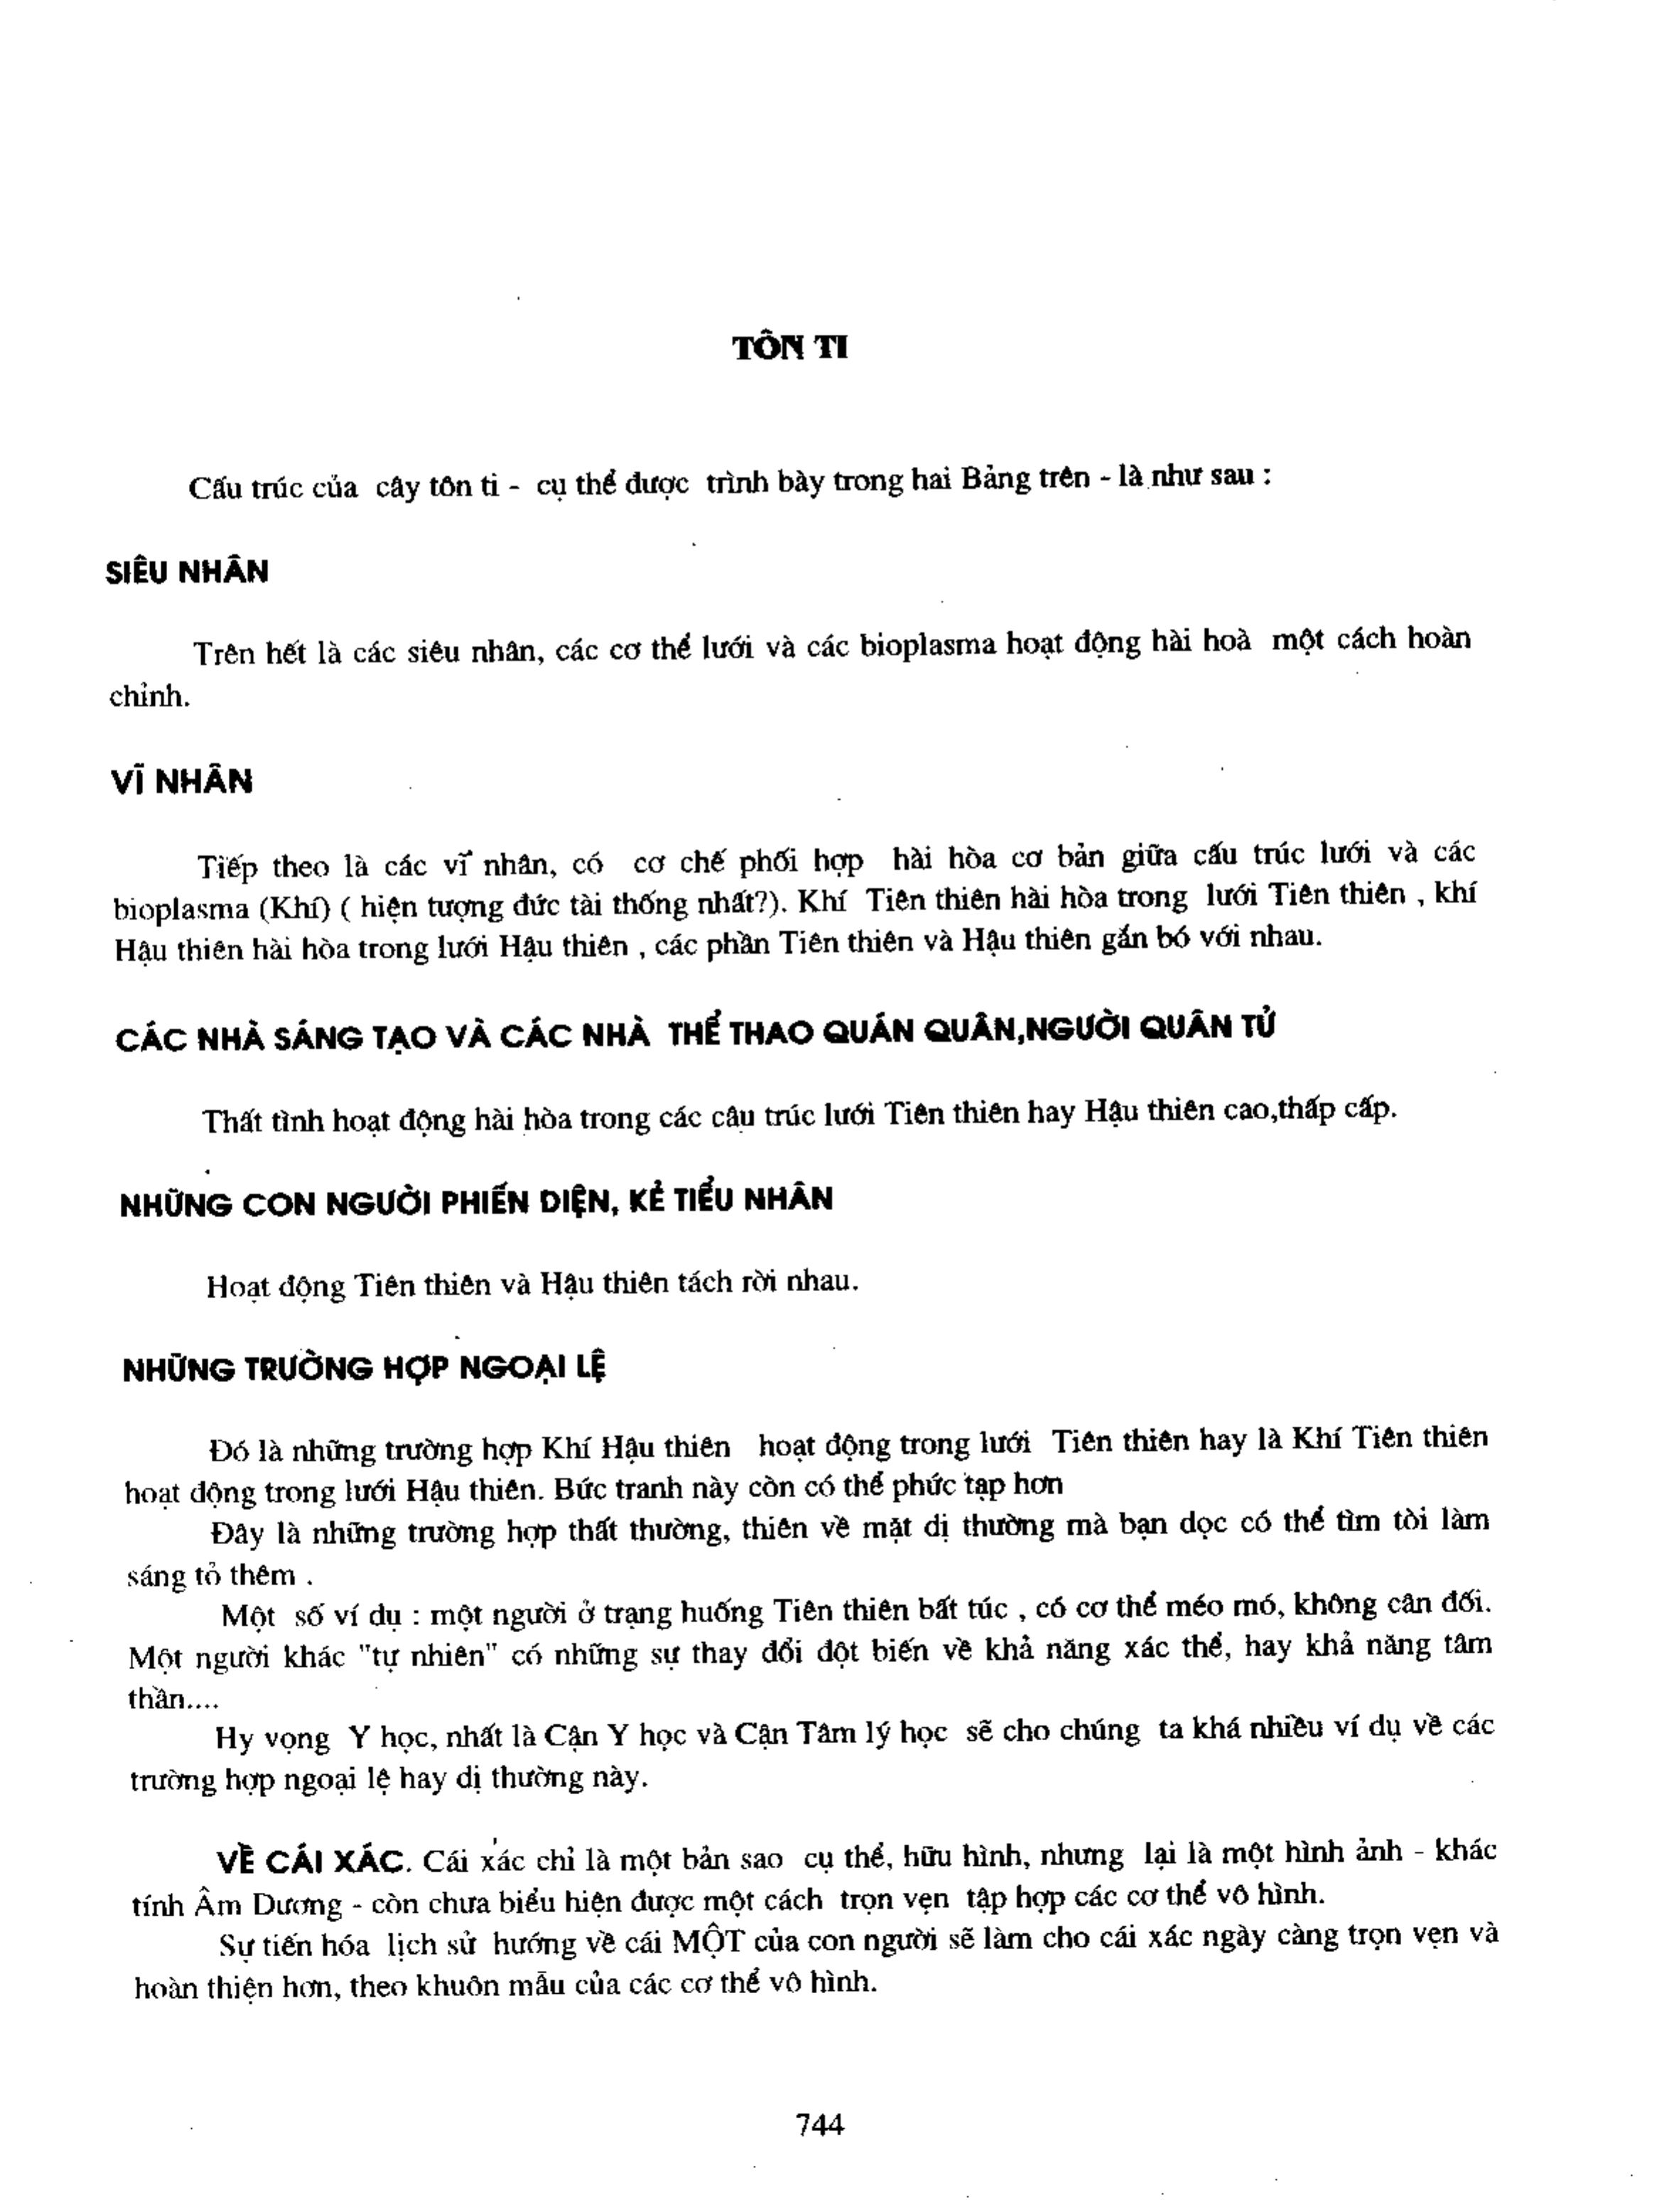 TÔN TI
Cấu trúc của cây tôn ti - cụ thể được trình bày trong hai Bảng trên - là như sau :
SIÊU NHÂN
Trên hết là các siêu nhân, các cơ thể lưới và các bioplasma hoạt động hài hoà một cách hoàn
chỉnh.
VĨ NHÂN
Tiếp theo là các vĩ nhân, có cơ chế phối hợp hài hòa cơ bản giữa cấu trúc lưới và các
bioplasma (Khí) ( hiện tượng đức tài thống nhất?). Khí Tiên thiên hài hòa trong lưới Tiên thiên , khí
Hậu thiên hài hòa trong lưới Hậu thiên , các phần Tiên thiên và Hậu thiên gắn bó với nhau.
CÁC NHÀ SÁNG TẠO VÀ CÁC NHÀ THỂ THAO QUÁN QUÂN,NGƯỜI QUÂN TỬ
Thất tình hoạt động hài hòa trong các câu trúc lưới Tiên thiên hay Hậu thiên cao,thấp cấp.
NHỮNG CON NGƯỜI PHIẾN DIỆN, KẺ TIỂU NHÂN
Hoạt động Tiên thiên và Hậu thiên tách rời nhau.
NHỮNG TRƯỜNG HỢP NGOẠI LỆ
Đó là những trường hợp Khí Hậu thiên hoạt động trong lưới Tiên thiên hay là Khí Tiên thiên
hoạt động trong lưới Hậu thiên. Bức tranh này còn có thể phức tạp hơn
Đây là những trường hợp thất thường, thiên về mặt dị thường mà bạn đọc có thể tìm tòi làm
sáng tỏ thêm .
Một số ví dụ : một người ở trạng huống Tiên thiên bất túc , có cơ thể méo mó, không cân đối.
Một người khác "tự nhiên" có những sự thay đổi đột biến về khả năng xác thể, hay khả năng tâm
thần....
Hy vọng Y học, nhất là Cận Y học và Cận Tâm lý học sẽ cho chúng ta khá nhiều ví dụ về các
trường hợp ngoại lệ hay dị thường này.
VỀ CÁI XÁC. Cái xác chỉ là một bản sao cụ thể, hữu hình, nhưng lại là một hình ảnh - khác
tính Âm Dương - còn chưa biểu hiện được một cách trọn vẹn tập hợp các cơ thể vô hình.
Sự tiến hóa lịch sử hướng về cái MỘT của con người sẽ làm cho cái xác ngày càng trọn vẹn và
hoàn thiện hơn, theo khuôn mẫu của các cơ thể vô hình.
744